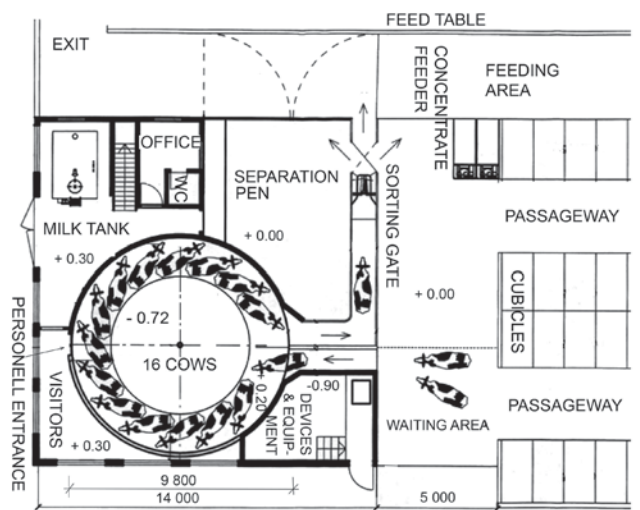 FEED TABLE
EXIT
CONCENTRATE
FEEDER
FEEDING
AREA
OFFICE
WC
SEPARATION
PEN
SORTING GATE
PASSAGEWAY
MILK TANK
+ 0.00
+ 0.30
+0.00
CUBICLES
- 0.72
16 COWS
PERSONELL ENTRANCE
VISITORS
+ 0.20
-0.90
DEVICES
& EQUIP-
MENT
PASSAGEWAY
WAITING AREA
+ 0.30
9 800
14 000
5 000